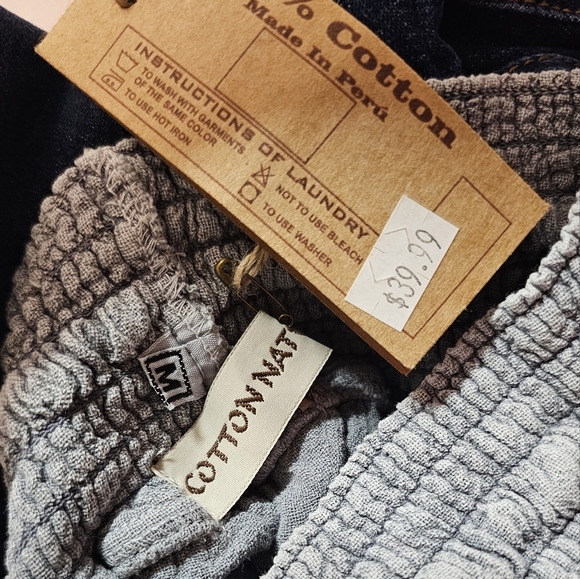 % Cotton
Made In Perú
INSTRUCTIONS OF LAUNDRY
TO WASH WITH GARMENTS
OF THE SAME COLOR
TO USE HOT IRON
NOT TO USE BLEACH
TO USE WASHER
$39.99
M
COTTON NAT